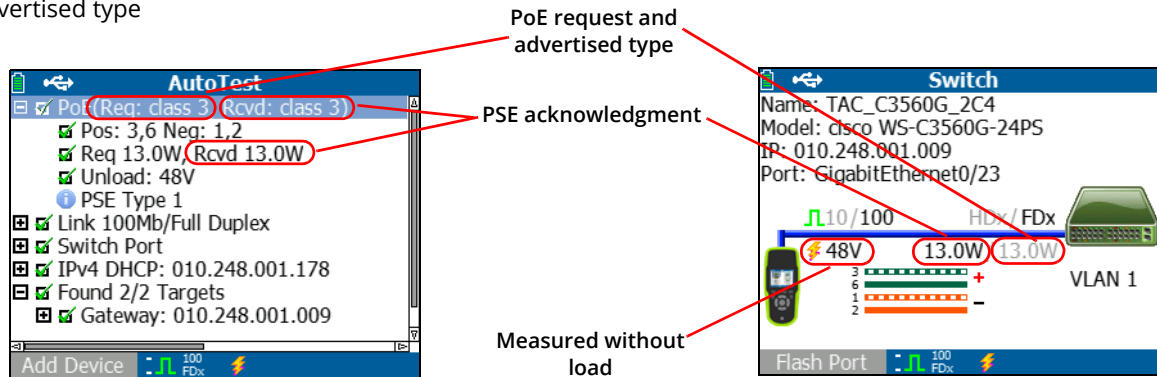 vertised type
PoE request and
advertised type
PSE acknowledgment
Measured without
load
AutoTest
PoE(Req: class 3) Rcvd: class 3)
Pos: 3,6 Neg: 1,2
Req 13.0W, Rcvd 13.0W
Unload: 48V
PSE Type 1
Link 100Mb/Full Duplex
Switch Port
IPv4 DHCP: 010.248.001.178
Found 2/2 Targets
Gateway: 010.248.001.009
Add Device 100 FDx
Switch
Name: TAC_C3560G_2C4
Model: cisco WS-C3560G-24PS
IP: 010.248.001.009
Port: GigabitEthernet0/23
10/100 HDx/FDx
48V 13.0W 13.0W
3
6
1
2
+
−
VLAN 1
Flash Port 100 FDx